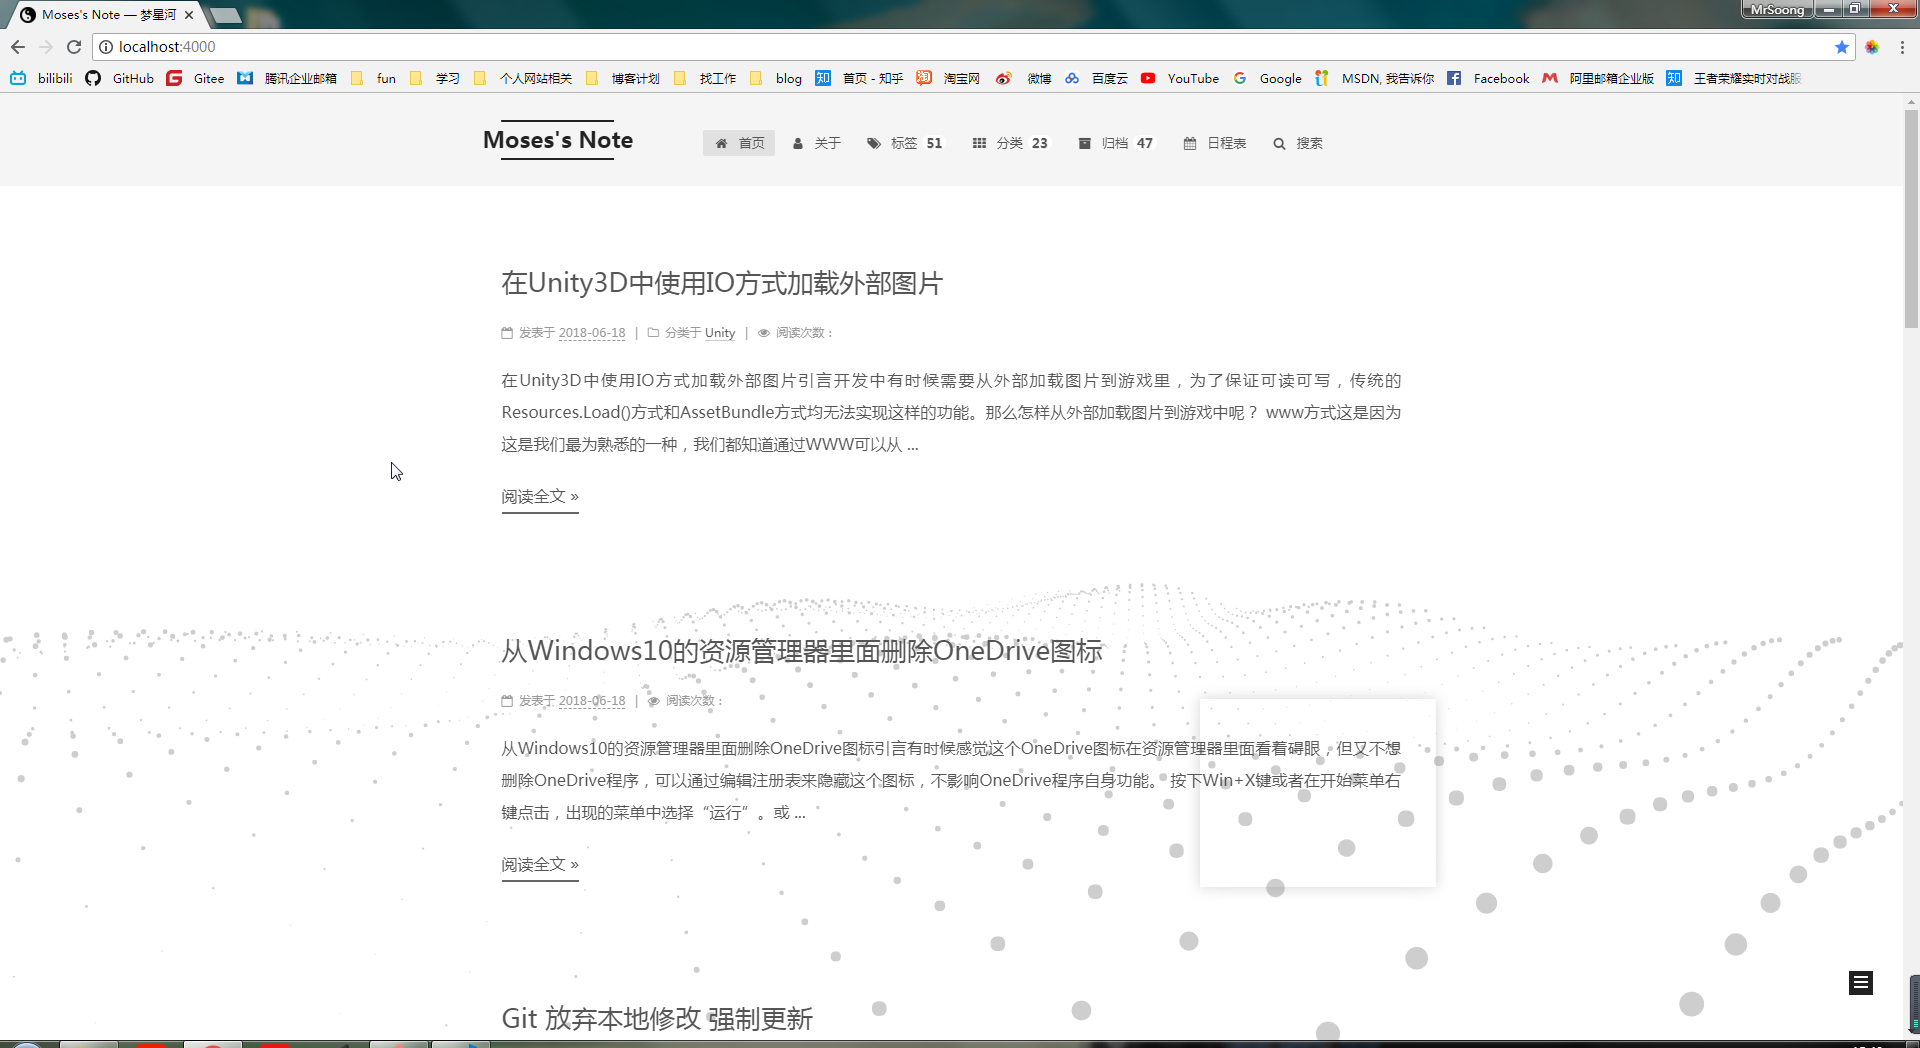 Moses's Note — 梦星河
MrSoong
localhost:4000
bilibili GitHub Gitee 腾讯企业邮箱 fun 学习 个人网站相关 博客计划 找工作 blog 首页 - 知乎 淘宝网 微博 百度云 YouTube Google MSDN, 我告诉你 Facebook 阿里邮箱企业版 王者荣耀实时对战服
Moses's Note 首页 关于 标签 51 分类 23 归档 47 日程表 搜索
在Unity3D中使用IO方式加载外部图片
发表于 2018-06-18 | 分类于 Unity | 阅读次数：
在Unity3D中使用IO方式加载外部图片引言开发中有时候需要从外部加载图片到游戏里，为了保证可读可写，传统的
Resources.Load()方式和AssetBundle方式均无法实现这样的功能。那么怎样从外部加载图片到游戏中呢？ www方式这是因为
这是我们最为熟悉的一种，我们都知道通过WWW可以从 ...
阅读全文 »
从Windows10的资源管理器里面删除OneDrive图标
发表于 2018-06-18 | 阅读次数：
从Windows10的资源管理器里面删除OneDrive图标引言有时候感觉这个OneDrive图标在资源管理器里面看着碍眼，但又不想
删除OneDrive程序，可以通过编辑注册表来隐藏这个图标，不影响OneDrive程序自身功能。 按下Win+X键或者在开始菜单右
键点击，出现的菜单中选择“运行”。或 ...
阅读全文 »
Git 放弃本地修改 强制更新